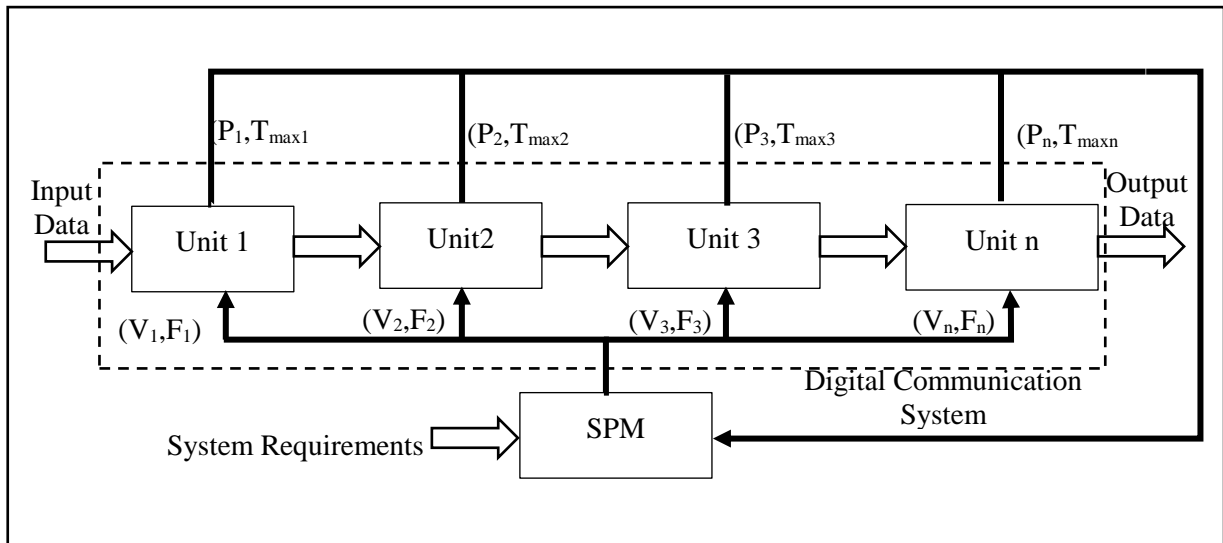 (P₁,Tₘₐₓ₁
(P₂,Tₘₐₓ₂
(P₃,Tₘₐₓ₃
(Pₙ,Tₘₐₓₙ)
Input
Data
Unit 1
Unit2
Unit 3
Unit n
Output
Data
(V₁,F₁)
(V₂,F₂)
(V₃,F₃)
(Vₙ,Fₙ)
Digital Communication
System
System Requirements
SPM